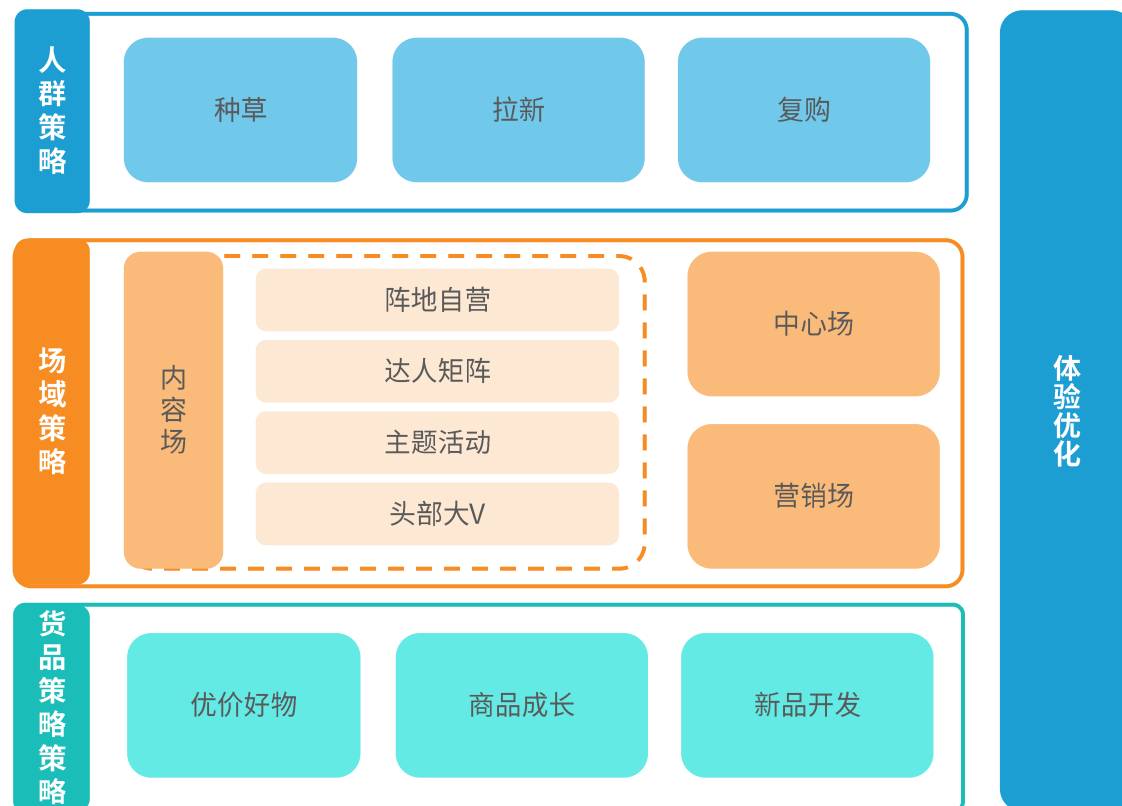 人群策略
种草
拉新
复购
场域策略
内容场
阵地自营
达人矩阵
主题活动
头部大V
中心场
营销场
货品策略策略
优价好物
商品成长
新品开发
体验优化